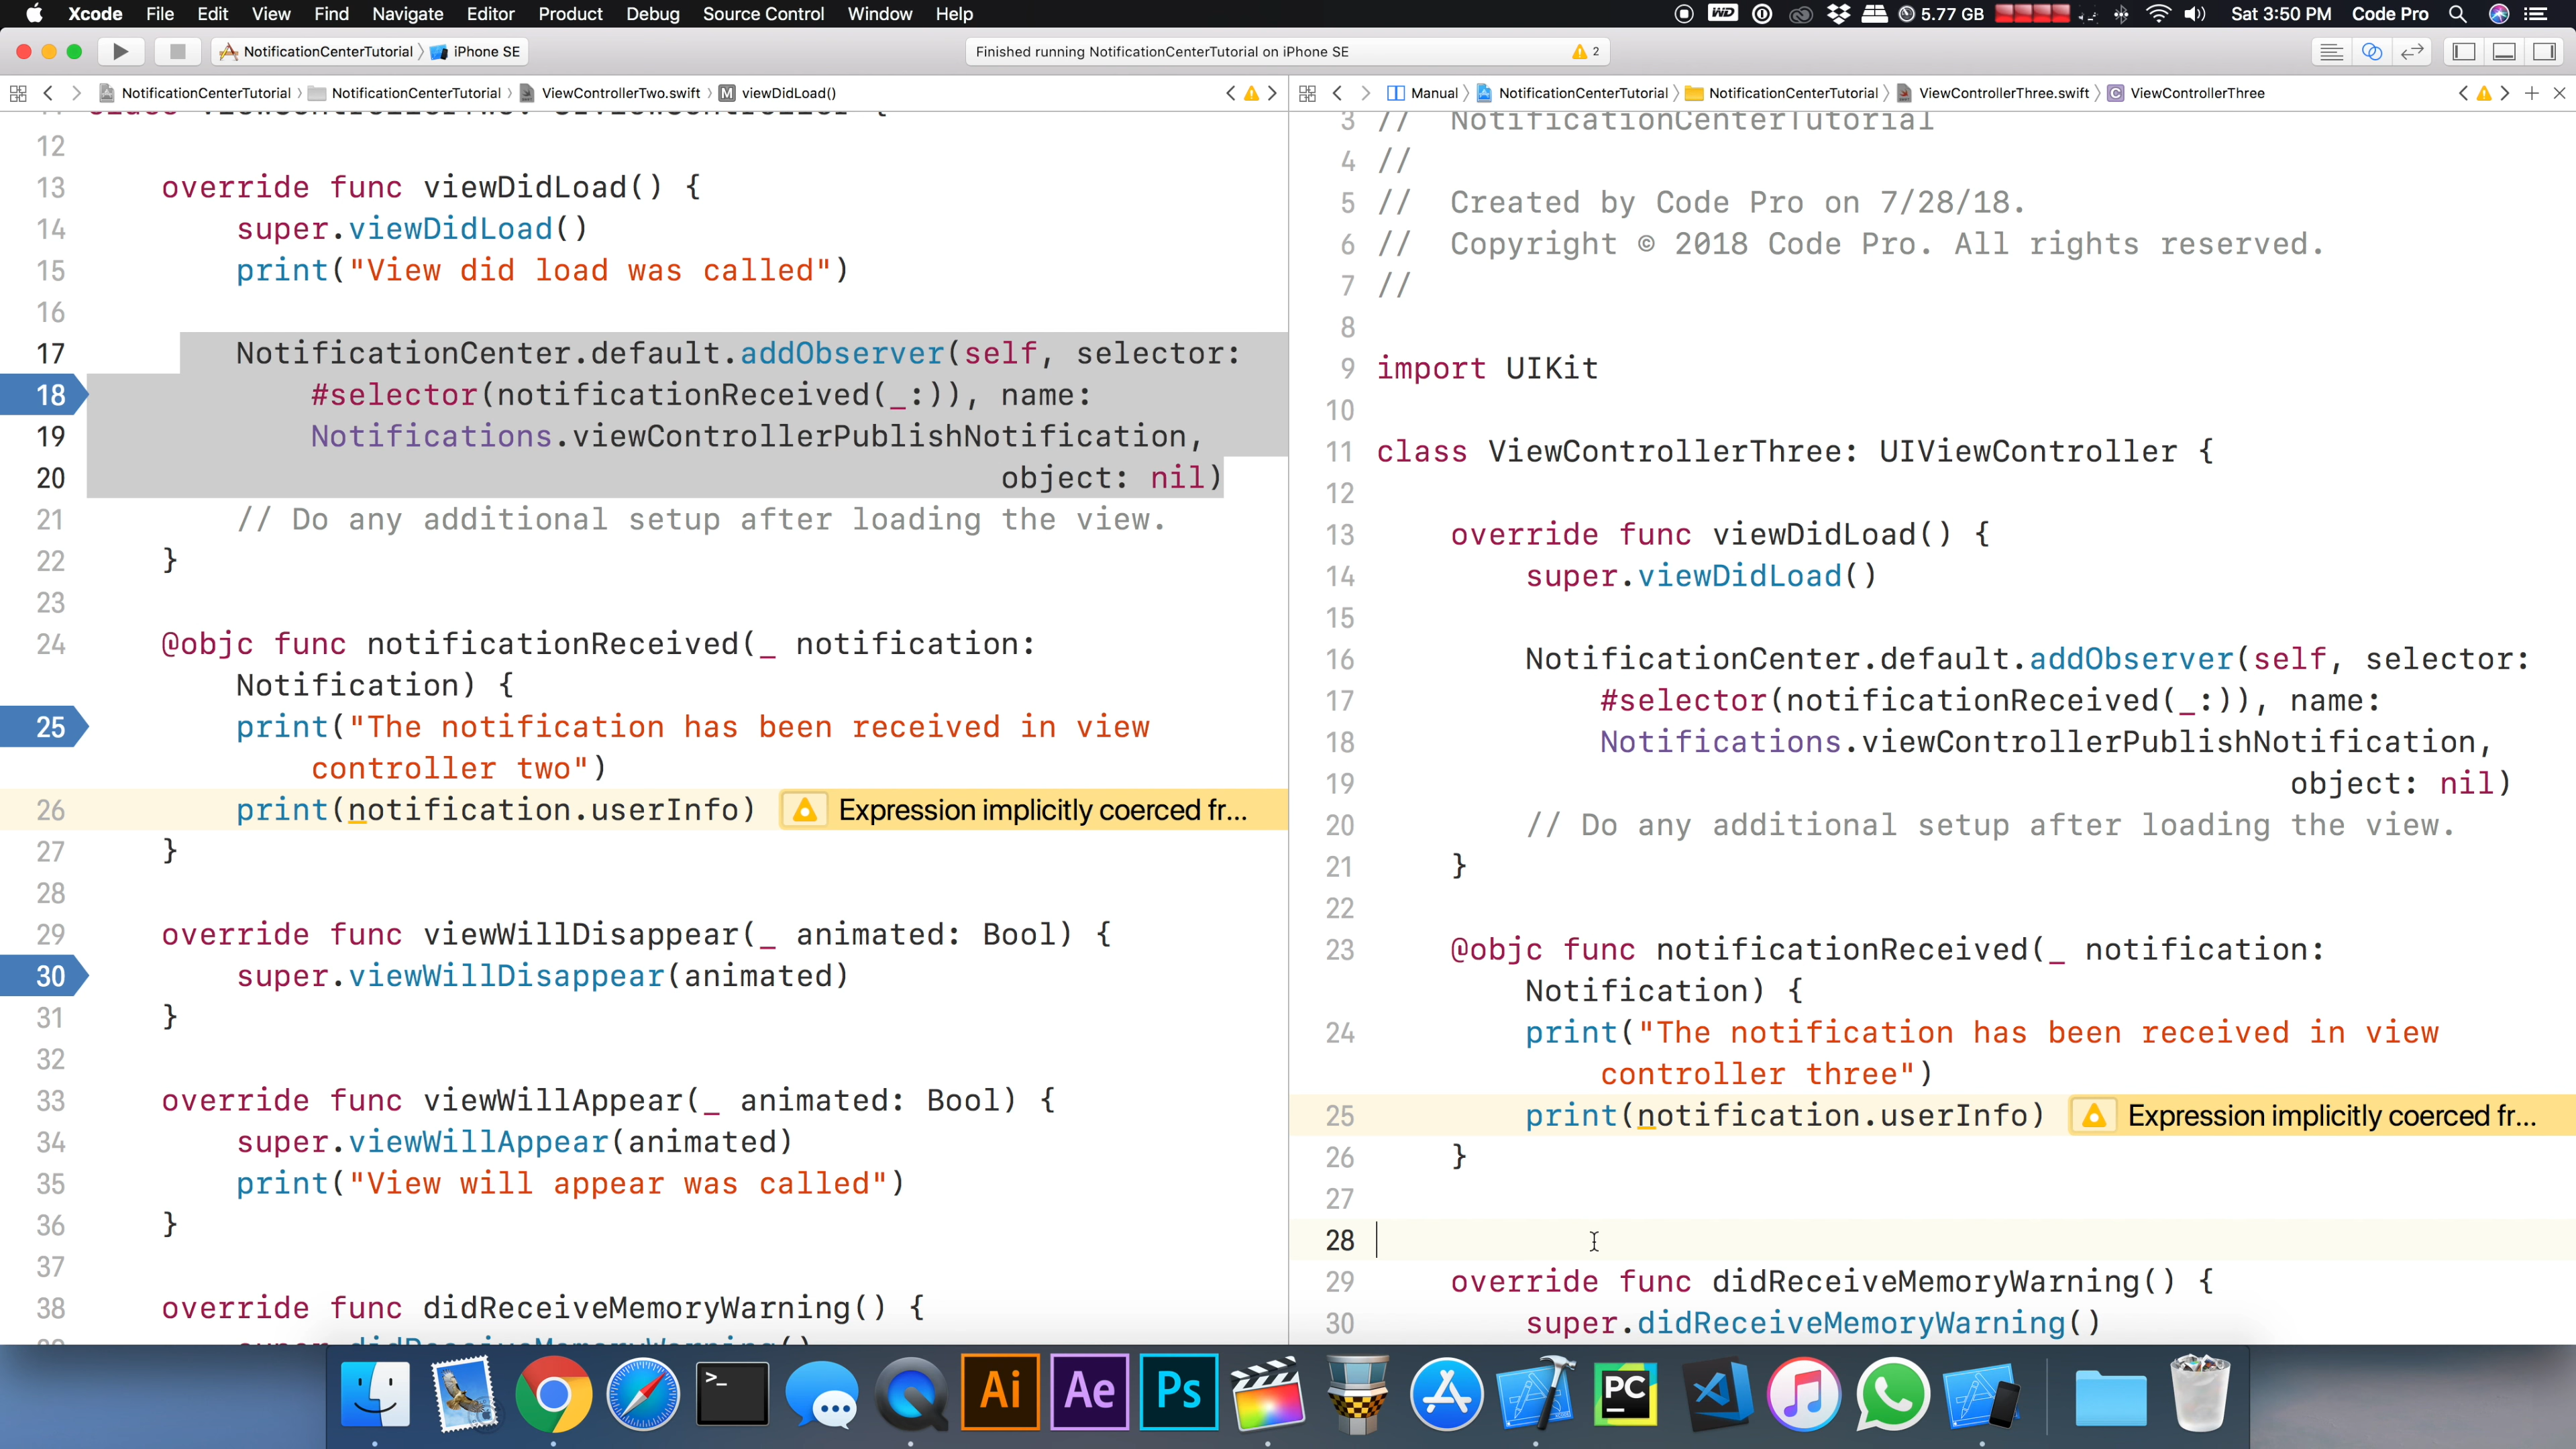 Xcode File Edit View Find Navigate Editor Product Debug Source Control Window Help WD 5.77 GB Sat 3:50 PM Code Pro
NotificationCenterTutorial iPhone SE Finished running NotificationCenterTutorial on iPhone SE 2
NotificationCenterTutorial NotificationCenterTutorial ViewControllerTwo.swift M viewDidLoad()
12
13 override func viewDidLoad() {
14 super.viewDidLoad()
15 print("View did load was called")
16
17 NotificationCenter.default.addObserver(self, selector:
18 #selector(notificationReceived(_:)), name:
19 Notifications.viewControllerPublishNotification,
20 object: nil)
21 // Do any additional setup after loading the view.
22 }
23
24 @objc func notificationReceived(_ notification:
Notification) {
25 print("The notification has been received in view
controller two")
26 print(notification.userInfo) Expression implicitly coerced fr...
27 }
28
29 override func viewWillDisappear(_ animated: Bool) {
30 super.viewWillDisappear(animated)
31 }
32
33 override func viewWillAppear(_ animated: Bool) {
34 super.viewWillAppear(animated)
35 print("View will appear was called")
36 }
37
38 override func didReceiveMemoryWarning() {
Manual NotificationCenterTutorial NotificationCenterTutorial ViewControllerThree.swift C ViewControllerThree
3 // NotificationCenterTutorial
4 //
5 // Created by Code Pro on 7/28/18.
6 // Copyright © 2018 Code Pro. All rights reserved.
7 //
8
9 import UIKit
10
11 class ViewControllerThree: UIViewController {
12
13 override func viewDidLoad() {
14 super.viewDidLoad()
15
16 NotificationCenter.default.addObserver(self, selector:
17 #selector(notificationReceived(_:)), name:
18 Notifications.viewControllerPublishNotification,
19 object: nil)
20 // Do any additional setup after loading the view.
21 }
22
23 @objc func notificationReceived(_ notification:
Notification) {
24 print("The notification has been received in view
controller three")
25 print(notification.userInfo) Expression implicitly coerced fr...
26 }
27
28
29 override func didReceiveMemoryWarning() {
30 super.didReceiveMemoryWarning()
>_ Ai Ae Ps PC